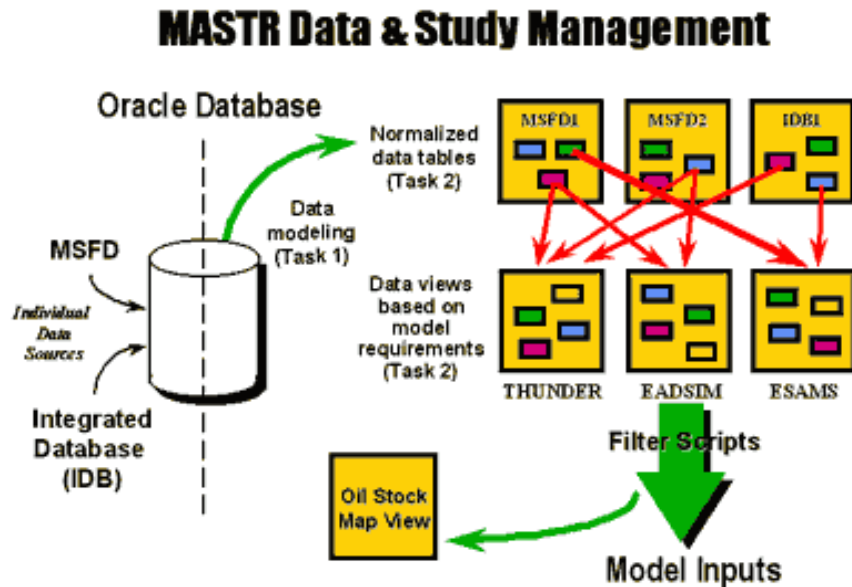 MASTR Data & Study Management
Oracle Database
MSFD
Individual
Data
Sources
Integrated
Database
(IDB)
Data
modeling
(Task 1)
Normalized
data tables
(Task 2)
MSFD1
MSFD2
IDB1
Data views
based on
model
requirements
(Task 2)
THUNDER
EADSIM
ESAMS
Filter Scripts
Oil Stock
Map View
Model Inputs